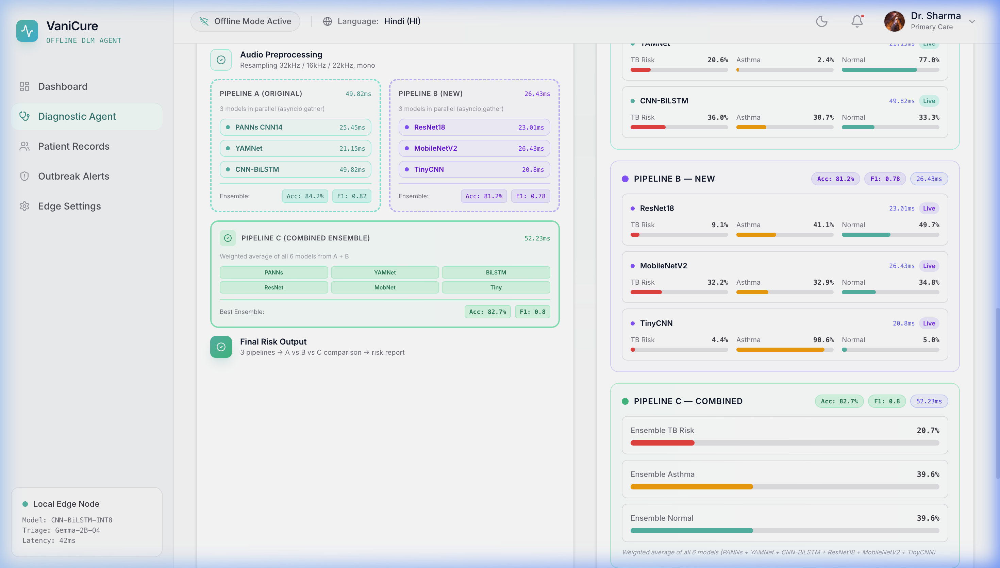 VaniCure
OFFLINE DLM AGENT
Dashboard
Diagnostic Agent
Patient Records
Outbreak Alerts
Edge Settings
Local Edge Node
Model: CNN-BiLSTM-INT8
Triage: Gemma-2B-Q4
Latency: 42ms
Offline Mode Active
Language: Hindi (HI)
Dr. Sharma
Primary Care
Audio Preprocessing
Resampling 32kHz / 16kHz / 22kHz, mono
PIPELINE A (ORIGINAL) 49.82ms
3 models in parallel (asyncio.gather)
PANNs CNN14 25.45ms
YAMNet 21.15ms
CNN-BiLSTM 49.82ms
Ensemble: Acc: 84.2% F1: 0.82
PIPELINE B (NEW) 26.43ms
3 models in parallel (asyncio.gather)
ResNet18 23.01ms
MobileNetV2 26.43ms
TinyCNN 20.8ms
Ensemble: Acc: 81.2% F1: 0.78
PIPELINE C (COMBINED ENSEMBLE) 52.23ms
Weighted average of all 6 models from A + B
PANNs YAMNet BiLSTM
ResNet MobNet Tiny
Best Ensemble: Acc: 82.7% F1: 0.8
Final Risk Output
3 pipelines → A vs B vs C comparison → risk report
YAMNet 21.15ms Live
TB Risk 20.6% Asthma 2.4% Normal 77.0%
CNN-BiLSTM 49.82ms Live
TB Risk 36.0% Asthma 30.7% Normal 33.3%
PIPELINE B — NEW Acc: 81.2% F1: 0.78 26.43ms
ResNet18 23.01ms Live
TB Risk 9.1% Asthma 41.1% Normal 49.7%
MobileNetV2 26.43ms Live
TB Risk 32.2% Asthma 32.9% Normal 34.8%
TinyCNN 20.8ms Live
TB Risk 4.4% Asthma 90.6% Normal 5.0%
PIPELINE C — COMBINED Acc: 82.7% F1: 0.8 52.23ms
Ensemble TB Risk 20.7%
Ensemble Asthma 39.6%
Ensemble Normal 39.6%
Weighted average of all 6 models (PANNs + YAMNet + CNN-BiLSTM + ResNet18 + MobileNetV2 + TinyCNN)